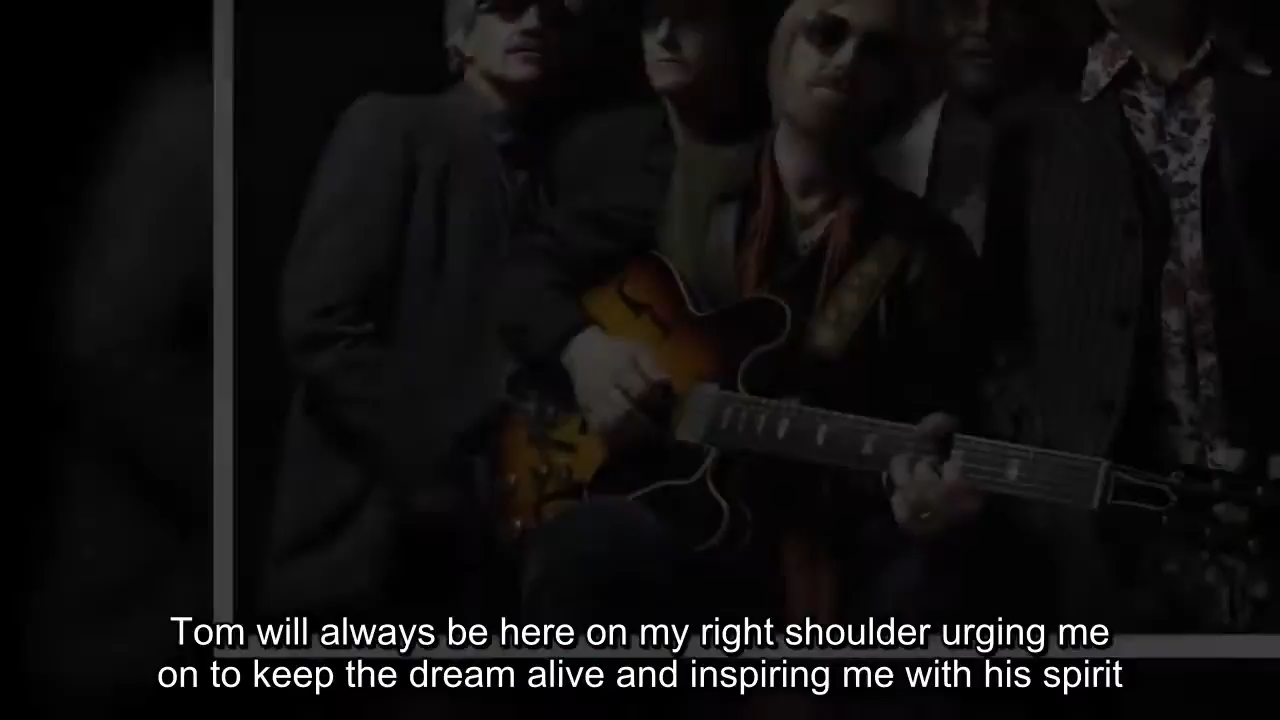 Tom will always be here on my right shoulder urging me
on to keep the dream alive and inspiring me with his spirit